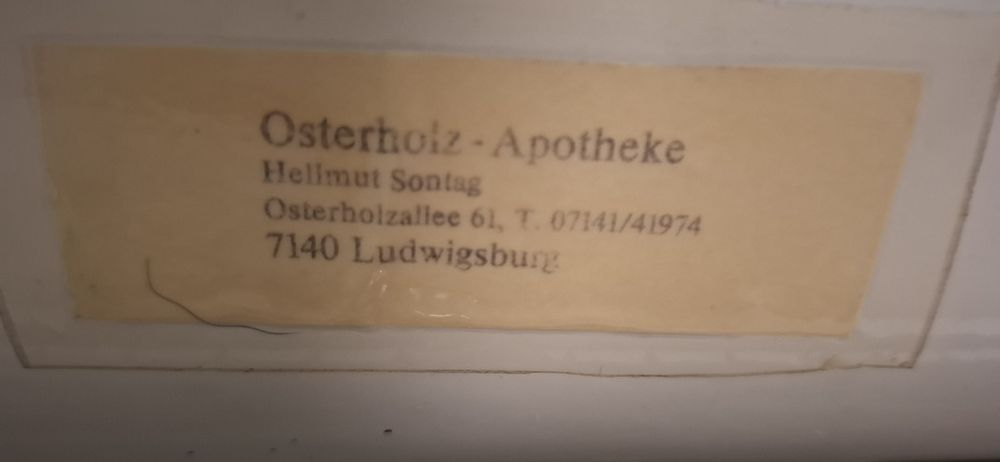 Osterholz - Apotheke
Hellmut Sontag
Osterholzallee 61, T. 07141/41974
7140 Ludwigsburg